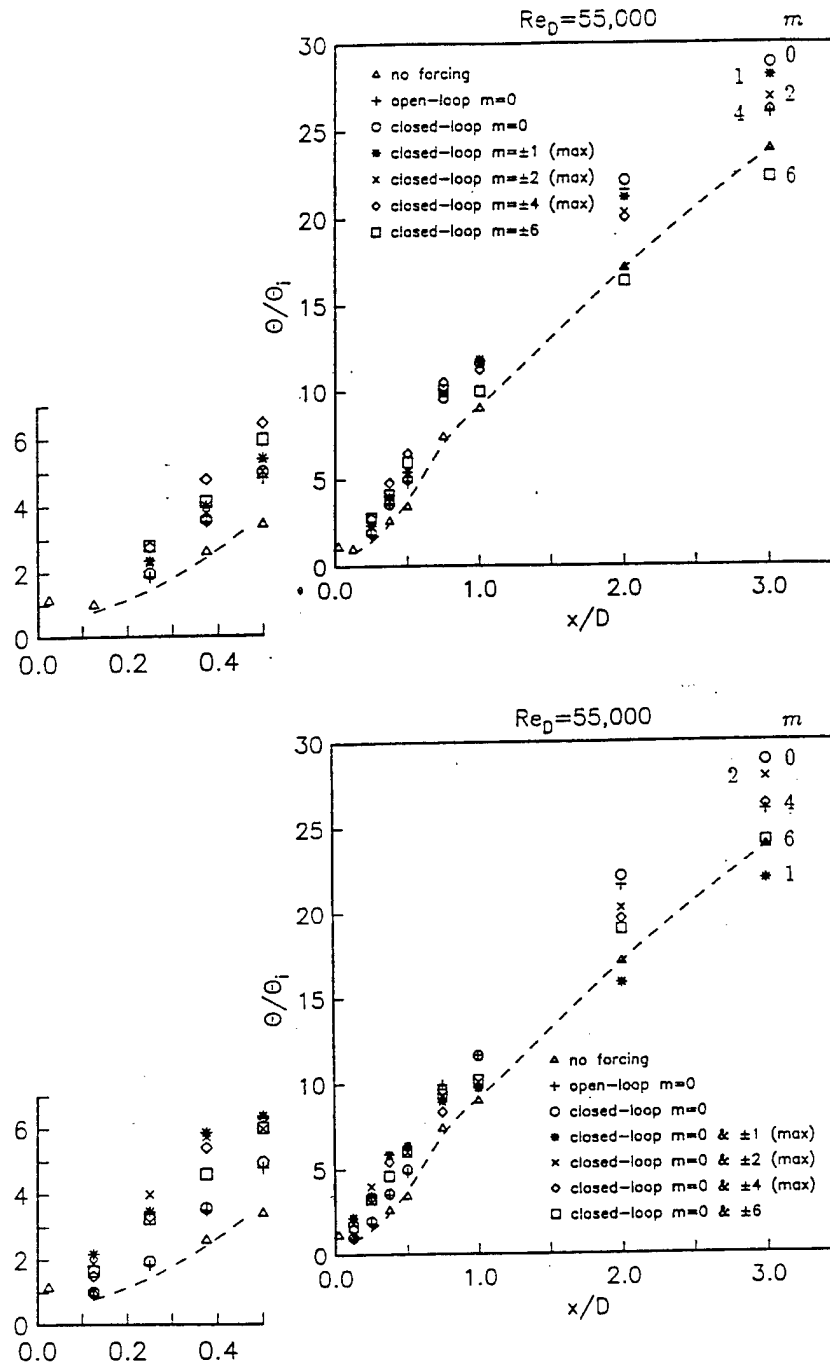 Re_D=55,000 m
30
25
20
15
10
5
0
Θ/Θ_i
no forcing
open-loop m=0
closed-loop m=0
closed-loop m=±1 (max)
closed-loop m=±2 (max)
closed-loop m=±4 (max)
closed-loop m=±6
0
1
2
4
6
0.0 1.0 2.0 3.0
x/D
6
4
2
0
0.0 0.2 0.4
Re_D=55,000 m
30
25
20
15
10
5
0
Θ/Θ_i
0
2
4
6
1
no forcing
open-loop m=0
closed-loop m=0
closed-loop m=0 & ±1 (max)
closed-loop m=0 & ±2 (max)
closed-loop m=0 & ±4 (max)
closed-loop m=0 & ±6
0.0 1.0 2.0 3.0
x/D
6
4
2
0
0.0 0.2 0.4